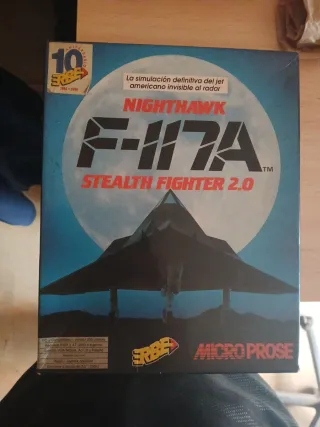 10
ERBE
La simulación definitiva del jet
americano invisible al radar
NIGHTHAWK
F-117A TM
STEALTH FIGHTER 2.0
ERBE
MICROPROSE